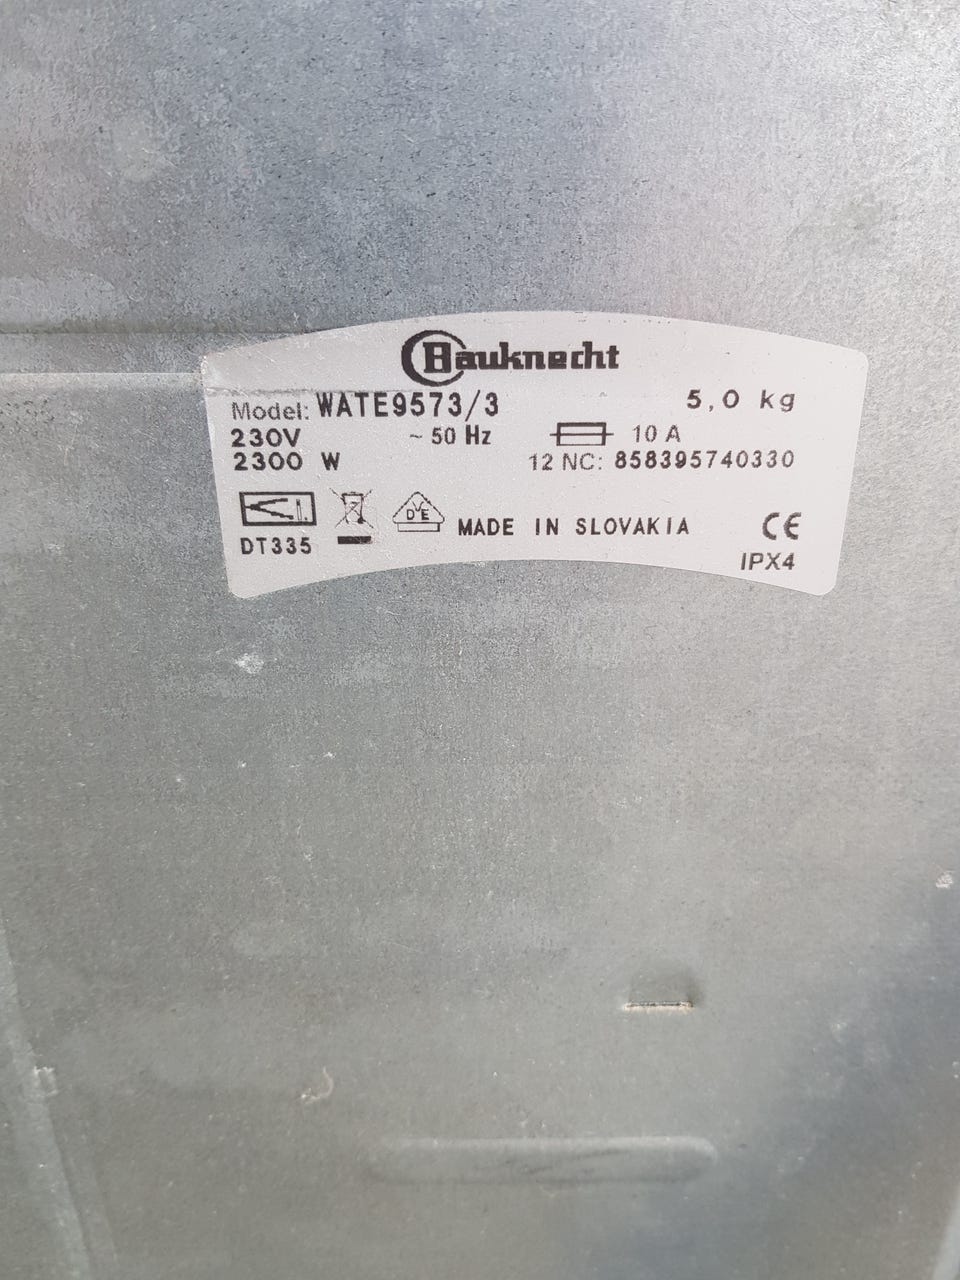 Bauknecht
Model: WATE9573/3 5,0 kg
230V ~ 50 Hz 10 A
2300 W 12 NC: 858395740330
DVE
MADE IN SLOVAKIA CE
DT335
IPX4